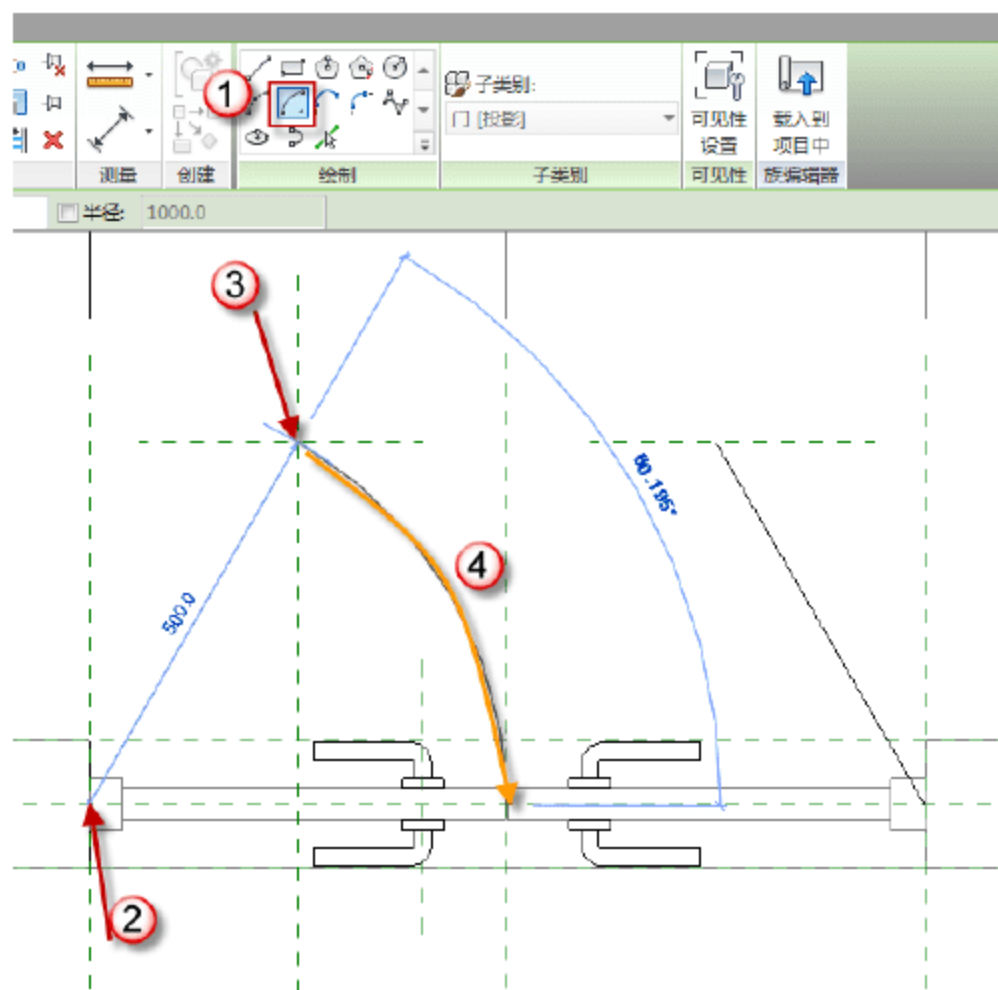 1
子类别:
门 [投影]
可见性
设置
载入到
项目中
测量
创建
绘制
子类别
可见性
族编辑器
半径:
1000.0
3
60.195°
4
500.0
2